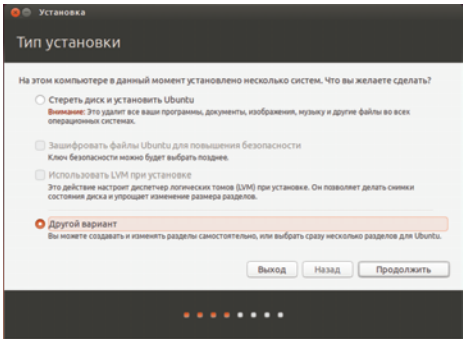 Установка
Тип установки
На этом компьютере в данный момент установлено несколько систем. Что вы желаете сделать?
Стереть диск и установить Ubuntu
Внимание: Это удалит все ваши программы, документы, изображения, музыку и другие файлы во всех
операционных системах.
Зашифровать файлы Ubuntu для повышения безопасности
Ключ безопасности можно будет выбрать позднее.
Использовать LVM при установке
Это действие настроит диспетчер логических томов (LVM) при установке. Он позволяет делать снимки
состояния диска и упрощает изменение размера разделов.
Другой вариант
Вы можете создавать и изменять разделы самостоятельно, или выбрать сразу несколько разделов для Ubuntu.
Выход Назад Продолжить